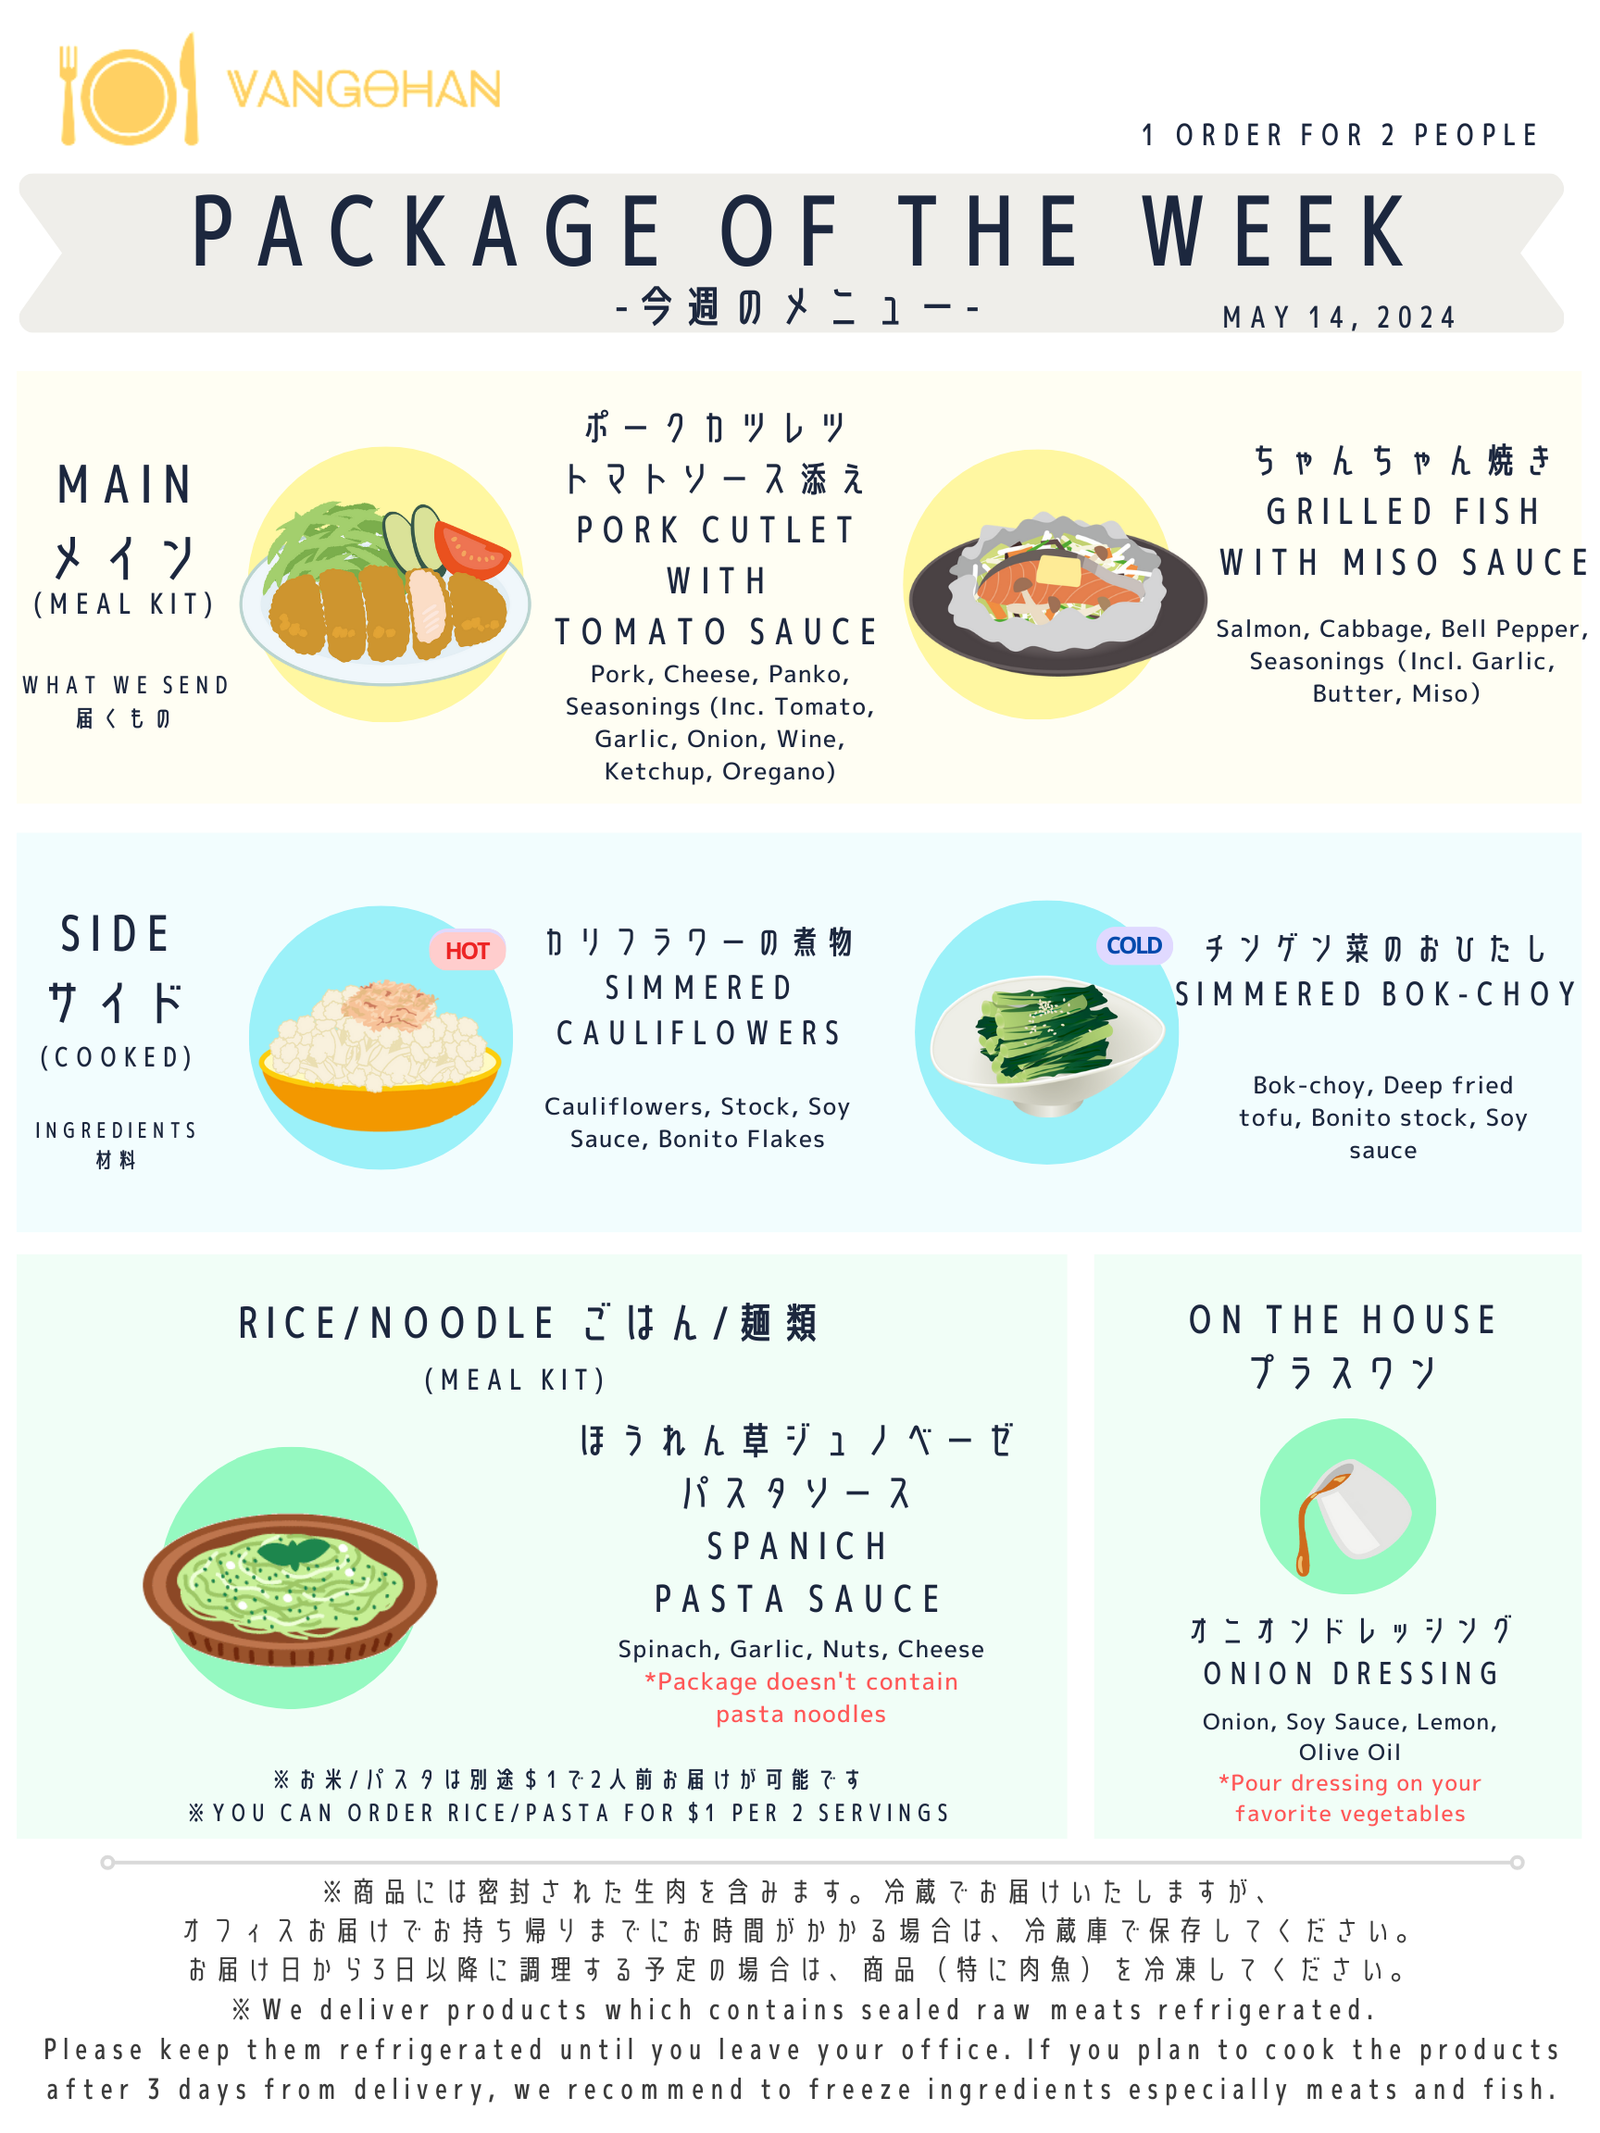 VANGOHAN
1 ORDER FOR 2 PEOPLE
PACKAGE OF THE WEEK
-今週のメニュー-
MAY 14, 2024
MAIN
メイン
(MEAL KIT)
WHAT WE SEND
届くもの
ポークカツレツ
トマトソース添え
PORK CUTLET
WITH
TOMATO SAUCE
Pork, Cheese, Panko,
Seasonings (Inc. Tomato,
Garlic, Onion, Wine,
Ketchup, Oregano)
ちゃんちゃん焼き
GRILLED FISH
WITH MISO SAUCE
Salmon, Cabbage, Bell Pepper,
Seasonings (Incl. Garlic,
Butter, Miso)
SIDE
サイド
(COOKED)
INGREDIENTS
材料
HOT
カリフラワーの煮物
SIMMERED
CAULIFLOWERS
Cauliflowers, Stock, Soy
Sauce, Bonito Flakes
COLD
チンゲン菜のおひたし
SIMMERED BOK-CHOY
Bok-choy, Deep fried
tofu, Bonito stock, Soy
sauce
RICE/NOODLE ごはん/麺類
(MEAL KIT)
ほうれん草ジュノベーゼ
パスタソース
SPANICH
PASTA SAUCE
Spinach, Garlic, Nuts, Cheese
*Package doesn't contain
pasta noodles
※お米/パスタは別途$1で2人前お届けが可能です
※YOU CAN ORDER RICE/PASTA FOR $1 PER 2 SERVINGS
ON THE HOUSE
プラスワン
オニオンドレッシング
ONION DRESSING
Onion, Soy Sauce, Lemon,
Olive Oil
*Pour dressing on your
favorite vegetables
※商品には密封された生肉を含みます。冷蔵でお届けいたしますが、
オフィスお届けでお持ち帰りまでにお時間がかかる場合は、冷蔵庫で保存してください。
お届け日から3日以降に調理する予定の場合は、商品（特に肉魚）を冷凍してください。
※We deliver products which contains sealed raw meats refrigerated.
Please keep them refrigerated until you leave your office. If you plan to cook the products
after 3 days from delivery, we recommend to freeze ingredients especially meats and fish.